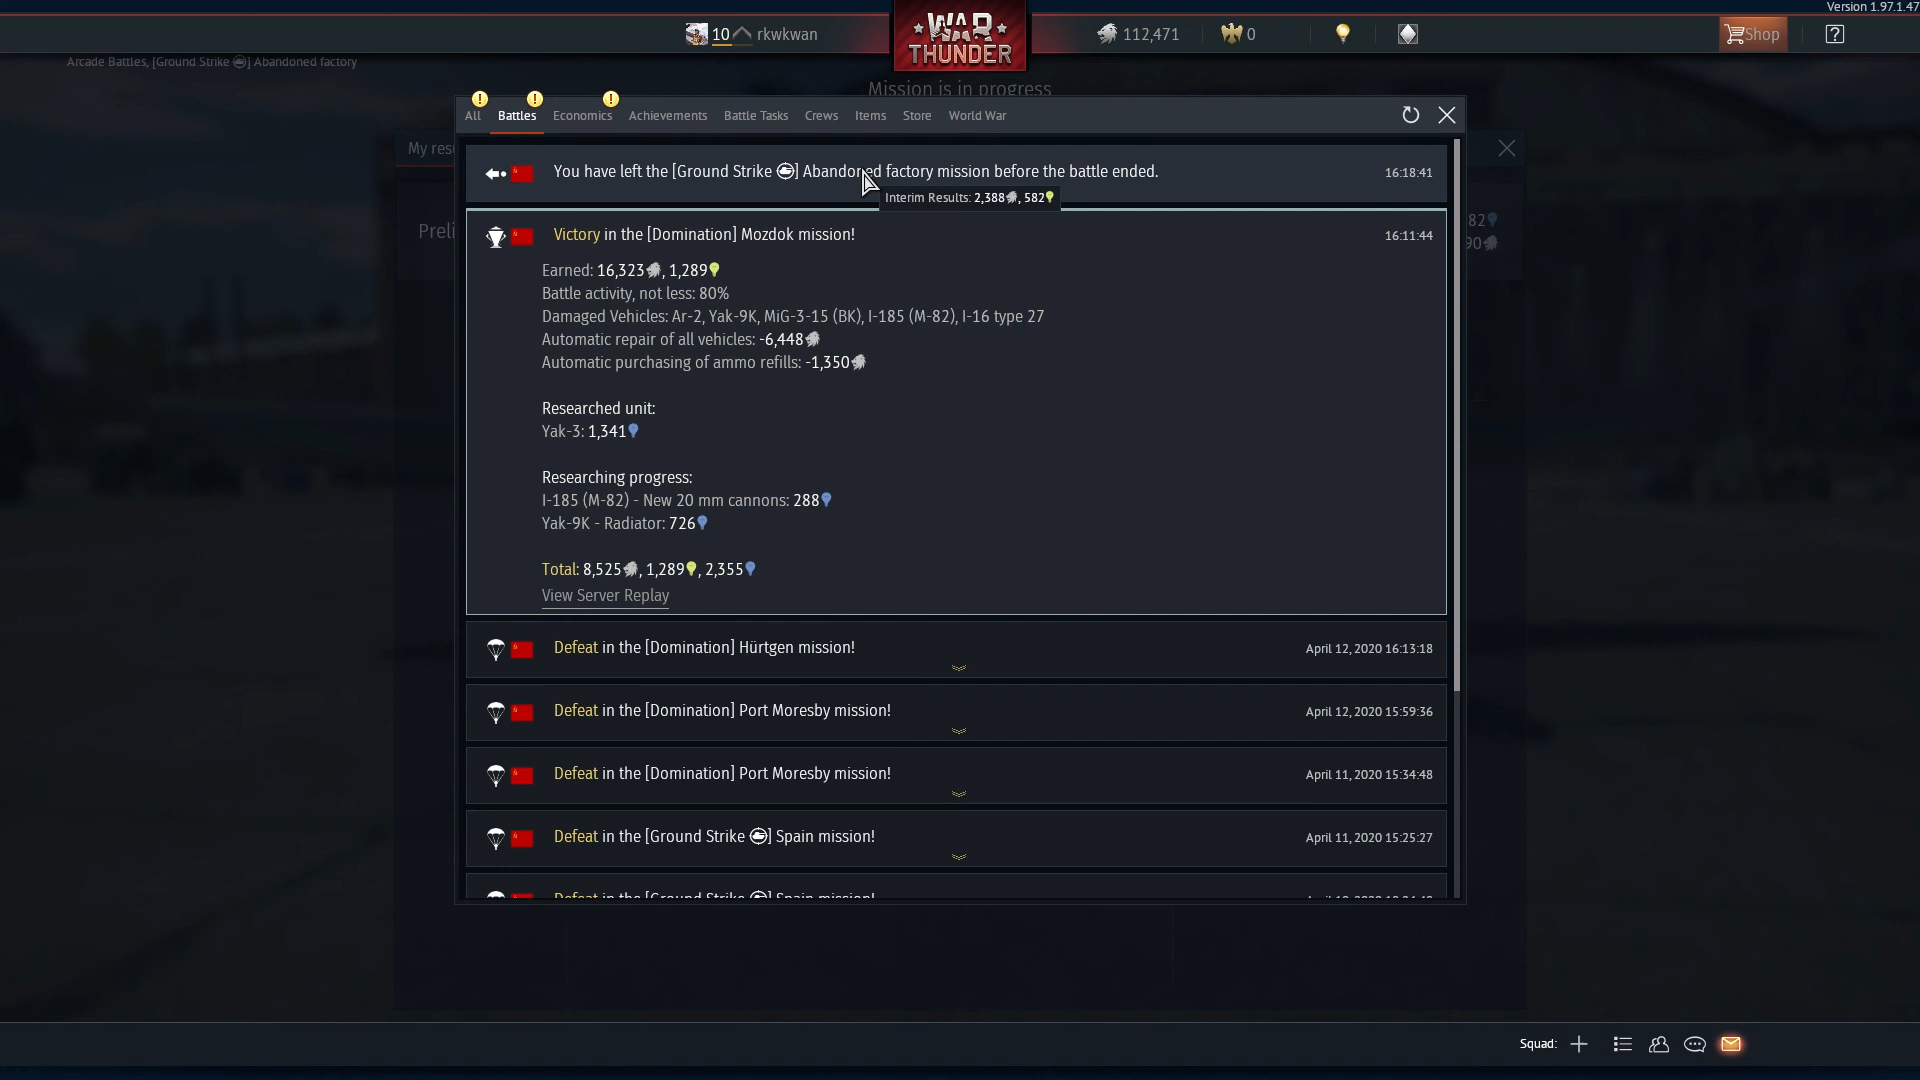 Version 1.97.1.47
10 rkwkwan
WAR THUNDER
112,471
0
Shop
?
Arcade Battles, [Ground Strike] Abandoned factory
Mission is in progress
All
Battles
Economics
Achievements
Battle Tasks
Crews
Items
Store
World War
My res
Preli
82
90
You have left the [Ground Strike] Abandoned factory mission before the battle ended.
16:18:41
Interim Results: 2,388, 582
Victory in the [Domination] Mozdok mission!
16:11:44
Earned: 16,323, 1,289
Battle activity, not less: 80%
Damaged Vehicles: Ar-2, Yak-9K, MiG-3-15 (BK), I-185 (M-82), I-16 type 27
Automatic repair of all vehicles: -6,448
Automatic purchasing of ammo refills: -1,350
Researched unit:
Yak-3: 1,341
Researching progress:
I-185 (M-82) - New 20 mm cannons: 288
Yak-9K - Radiator: 726
Total: 8,525, 1,289, 2,355
View Server Replay
Defeat in the [Domination] Hürtgen mission!
April 12, 2020 16:13:18
Defeat in the [Domination] Port Moresby mission!
April 12, 2020 15:59:36
Defeat in the [Domination] Port Moresby mission!
April 11, 2020 15:34:48
Defeat in the [Ground Strike] Spain mission!
April 11, 2020 15:25:27
Defeat in the [Ground Strike] Spain mission!
Squad: